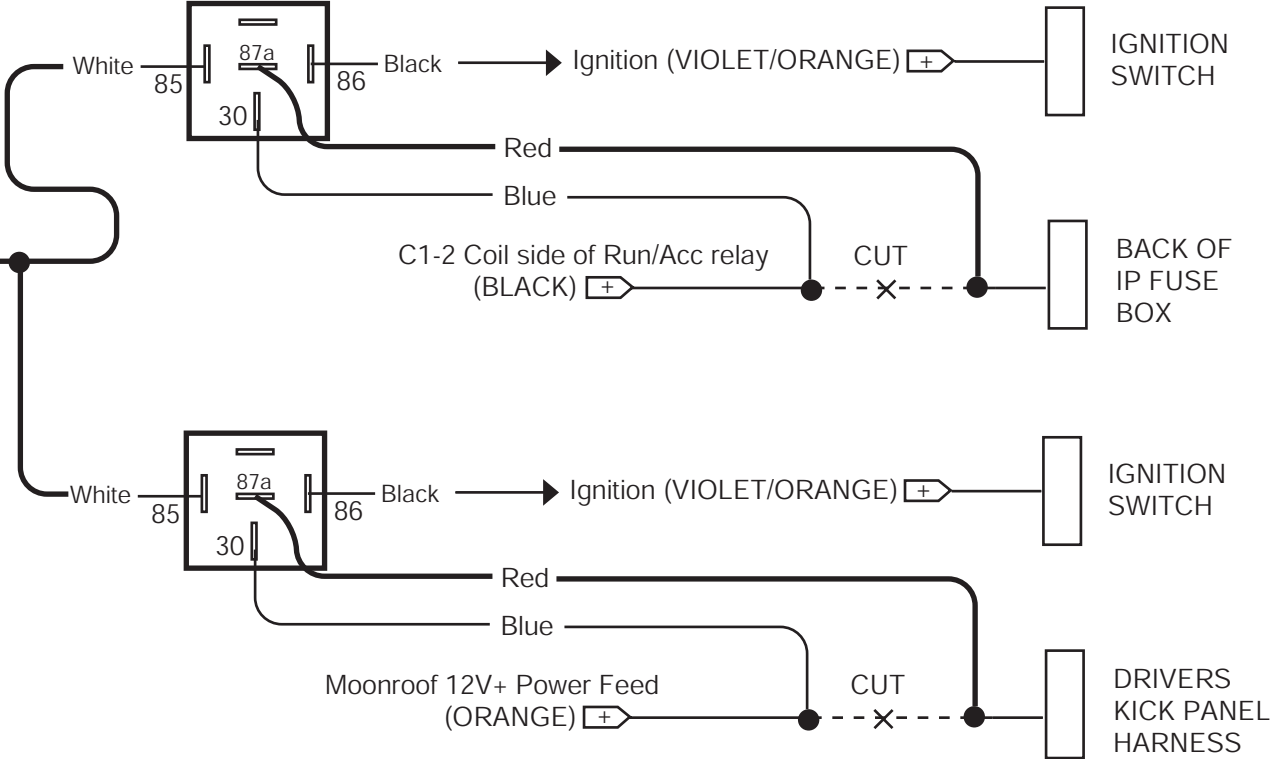 White
85
87a
30
86
Black
Ignition (VIOLET/ORANGE)
+
IGNITION
SWITCH
Red
Blue
C1-2 Coil side of Run/Acc relay
(BLACK)
+
CUT
BACK OF
IP FUSE
BOX
White
85
87a
30
86
Black
Ignition (VIOLET/ORANGE)
+
IGNITION
SWITCH
Red
Blue
Moonroof 12V+ Power Feed
(ORANGE)
+
CUT
DRIVERS
KICK PANEL
HARNESS